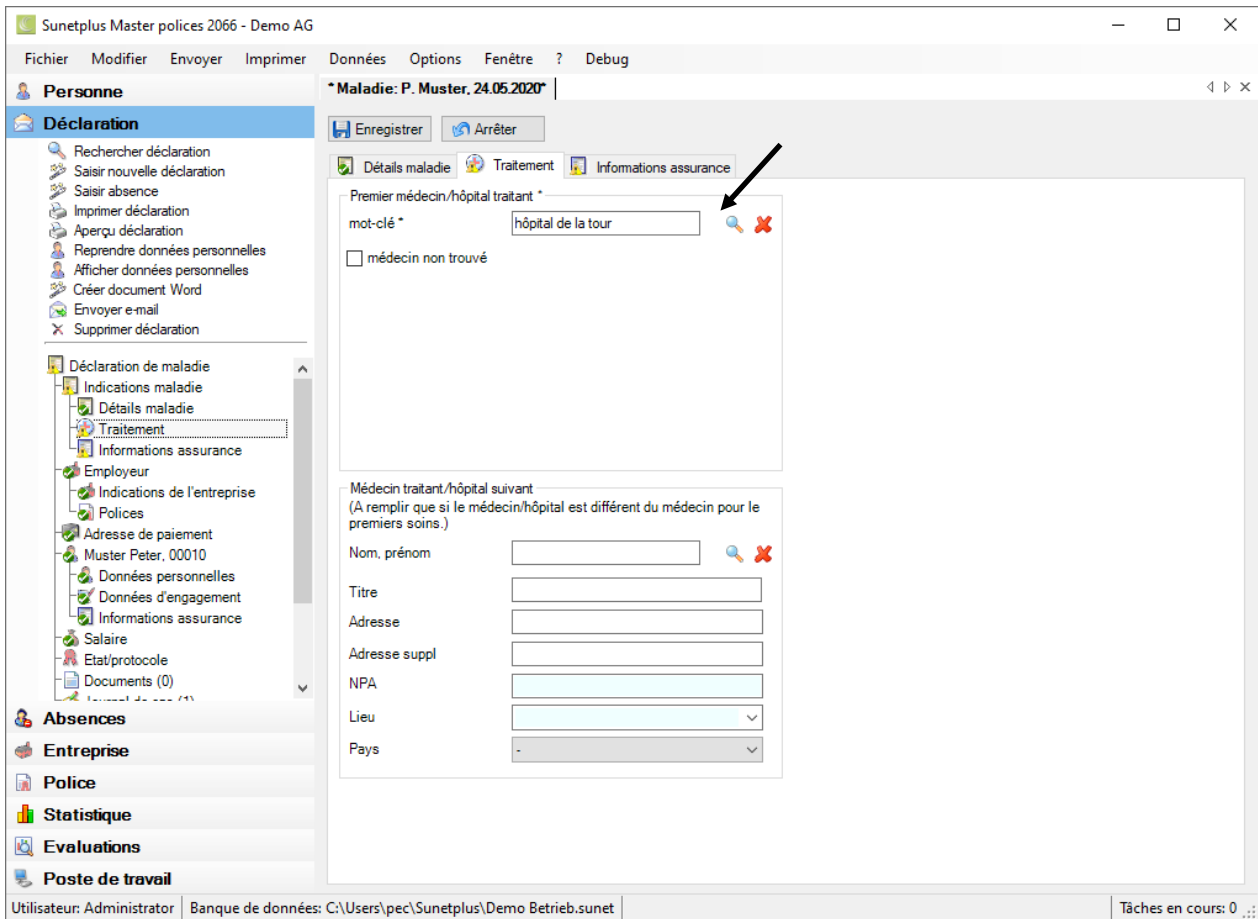 Sunetplus Master polices 2066 - Demo AG
Fichier Modifier Envoyer Imprimer Données Options Fenêtre ? Debug
Personne
Déclaration
Rechercher déclaration
Saisir nouvelle déclaration
Saisir absence
Imprimer déclaration
Aperçu déclaration
Reprendre données personnelles
Afficher données personnelles
Créer document Word
Envoyer e-mail
Supprimer déclaration
Déclaration de maladie
Indications maladie
Détails maladie
Traitement
Informations assurance
Employeur
Indications de l'entreprise
Polices
Adresse de paiement
Muster Peter, 00010
Données personnelles
Données d'engagement
Informations assurance
Salaire
Etat/protocole
Documents (0)
Absences
Entreprise
Police
Statistique
Evaluations
Poste de travail
* Maladie: P. Muster, 24.05.2020*
Enregistrer Arrêter
Détails maladie Traitement Informations assurance
Premier médecin/hôpital traitant *
mot-clé * hôpital de la tour
médecin non trouvé
Médecin traitant/hôpital suivant
(A remplir que si le médecin/hôpital est différent du médecin pour le
premiers soins.)
Nom, prénom
Titre
Adresse
Adresse suppl
NPA
Lieu
Pays -
Utilisateur: Administrator Banque de données: C:\Users\pec\Sunetplus\Demo Betrieb.sunet Tâches en cours: 0